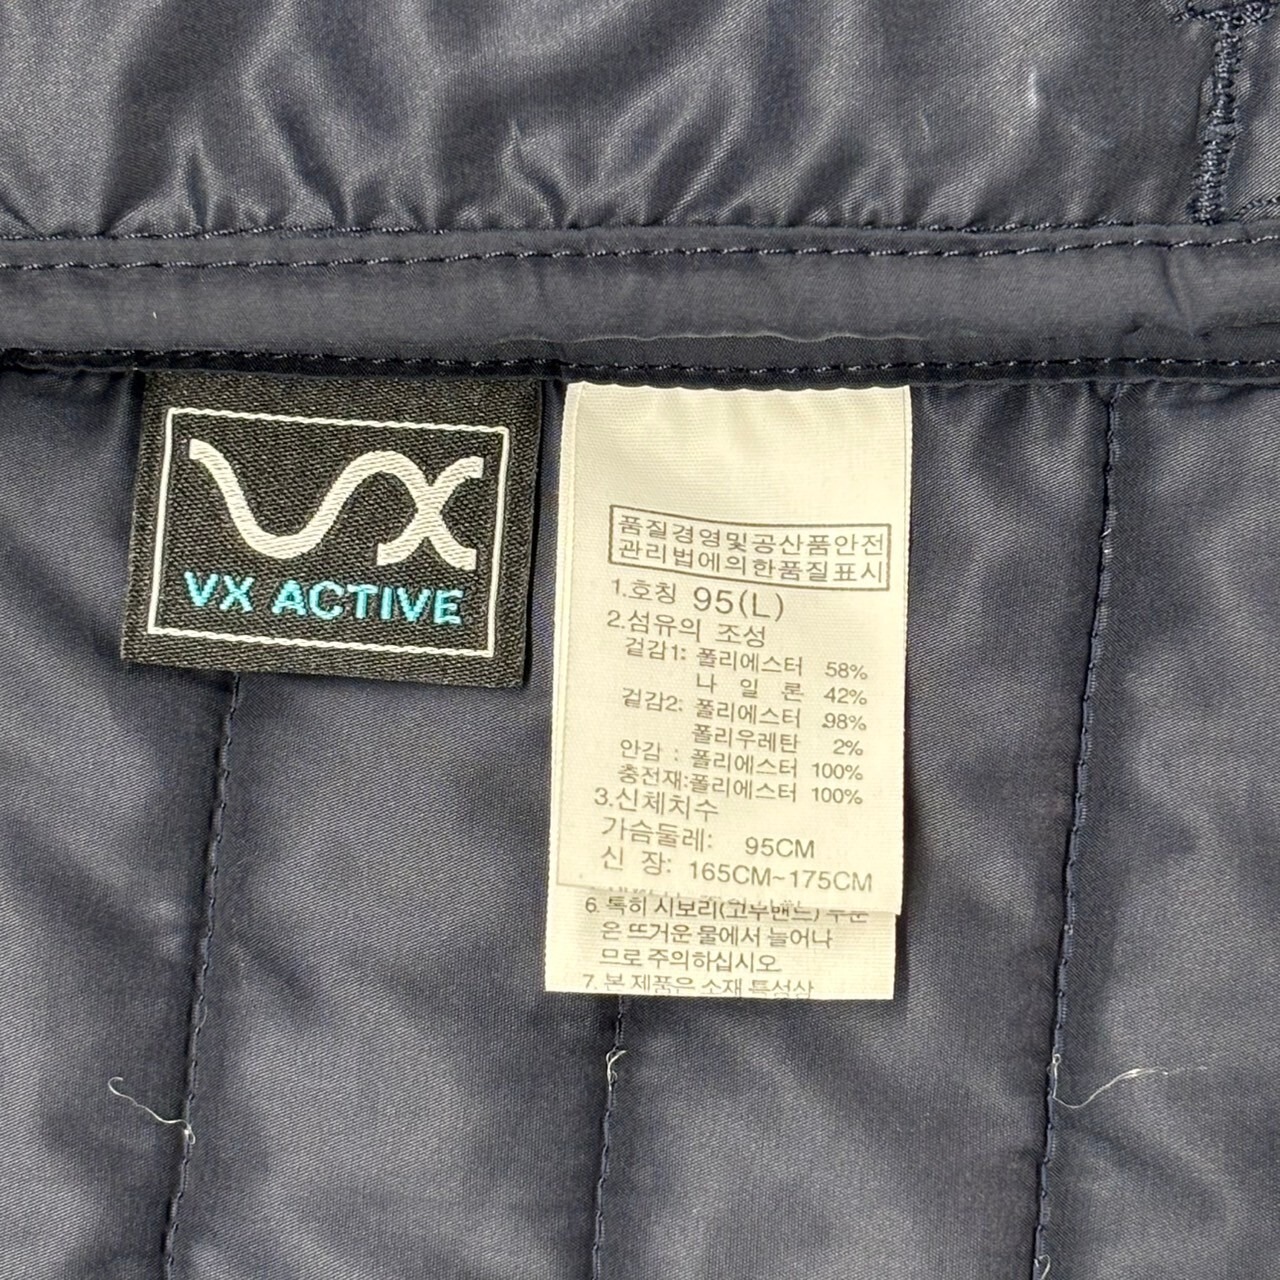 VX
VX ACTIVE
품질경영및공산품안전
관리법에의한품질표시
1.호칭 95(L)
2.섬유의 조성
겉감1: 폴리에스터 58%
나 일 론 42%
겉감2: 폴리에스터 98%
폴리우레탄 2%
안감 : 폴리에스터 100%
충전재:폴리에스터 100%
3.신체치수
가슴둘레: 95CM
신 장: 165CM~175CM
6. 특히 시보리(고무밴드) 부분
은 뜨거운 물에서 늘어나
므로 주의하십시오.
7. 본 제품은 소재 특성상